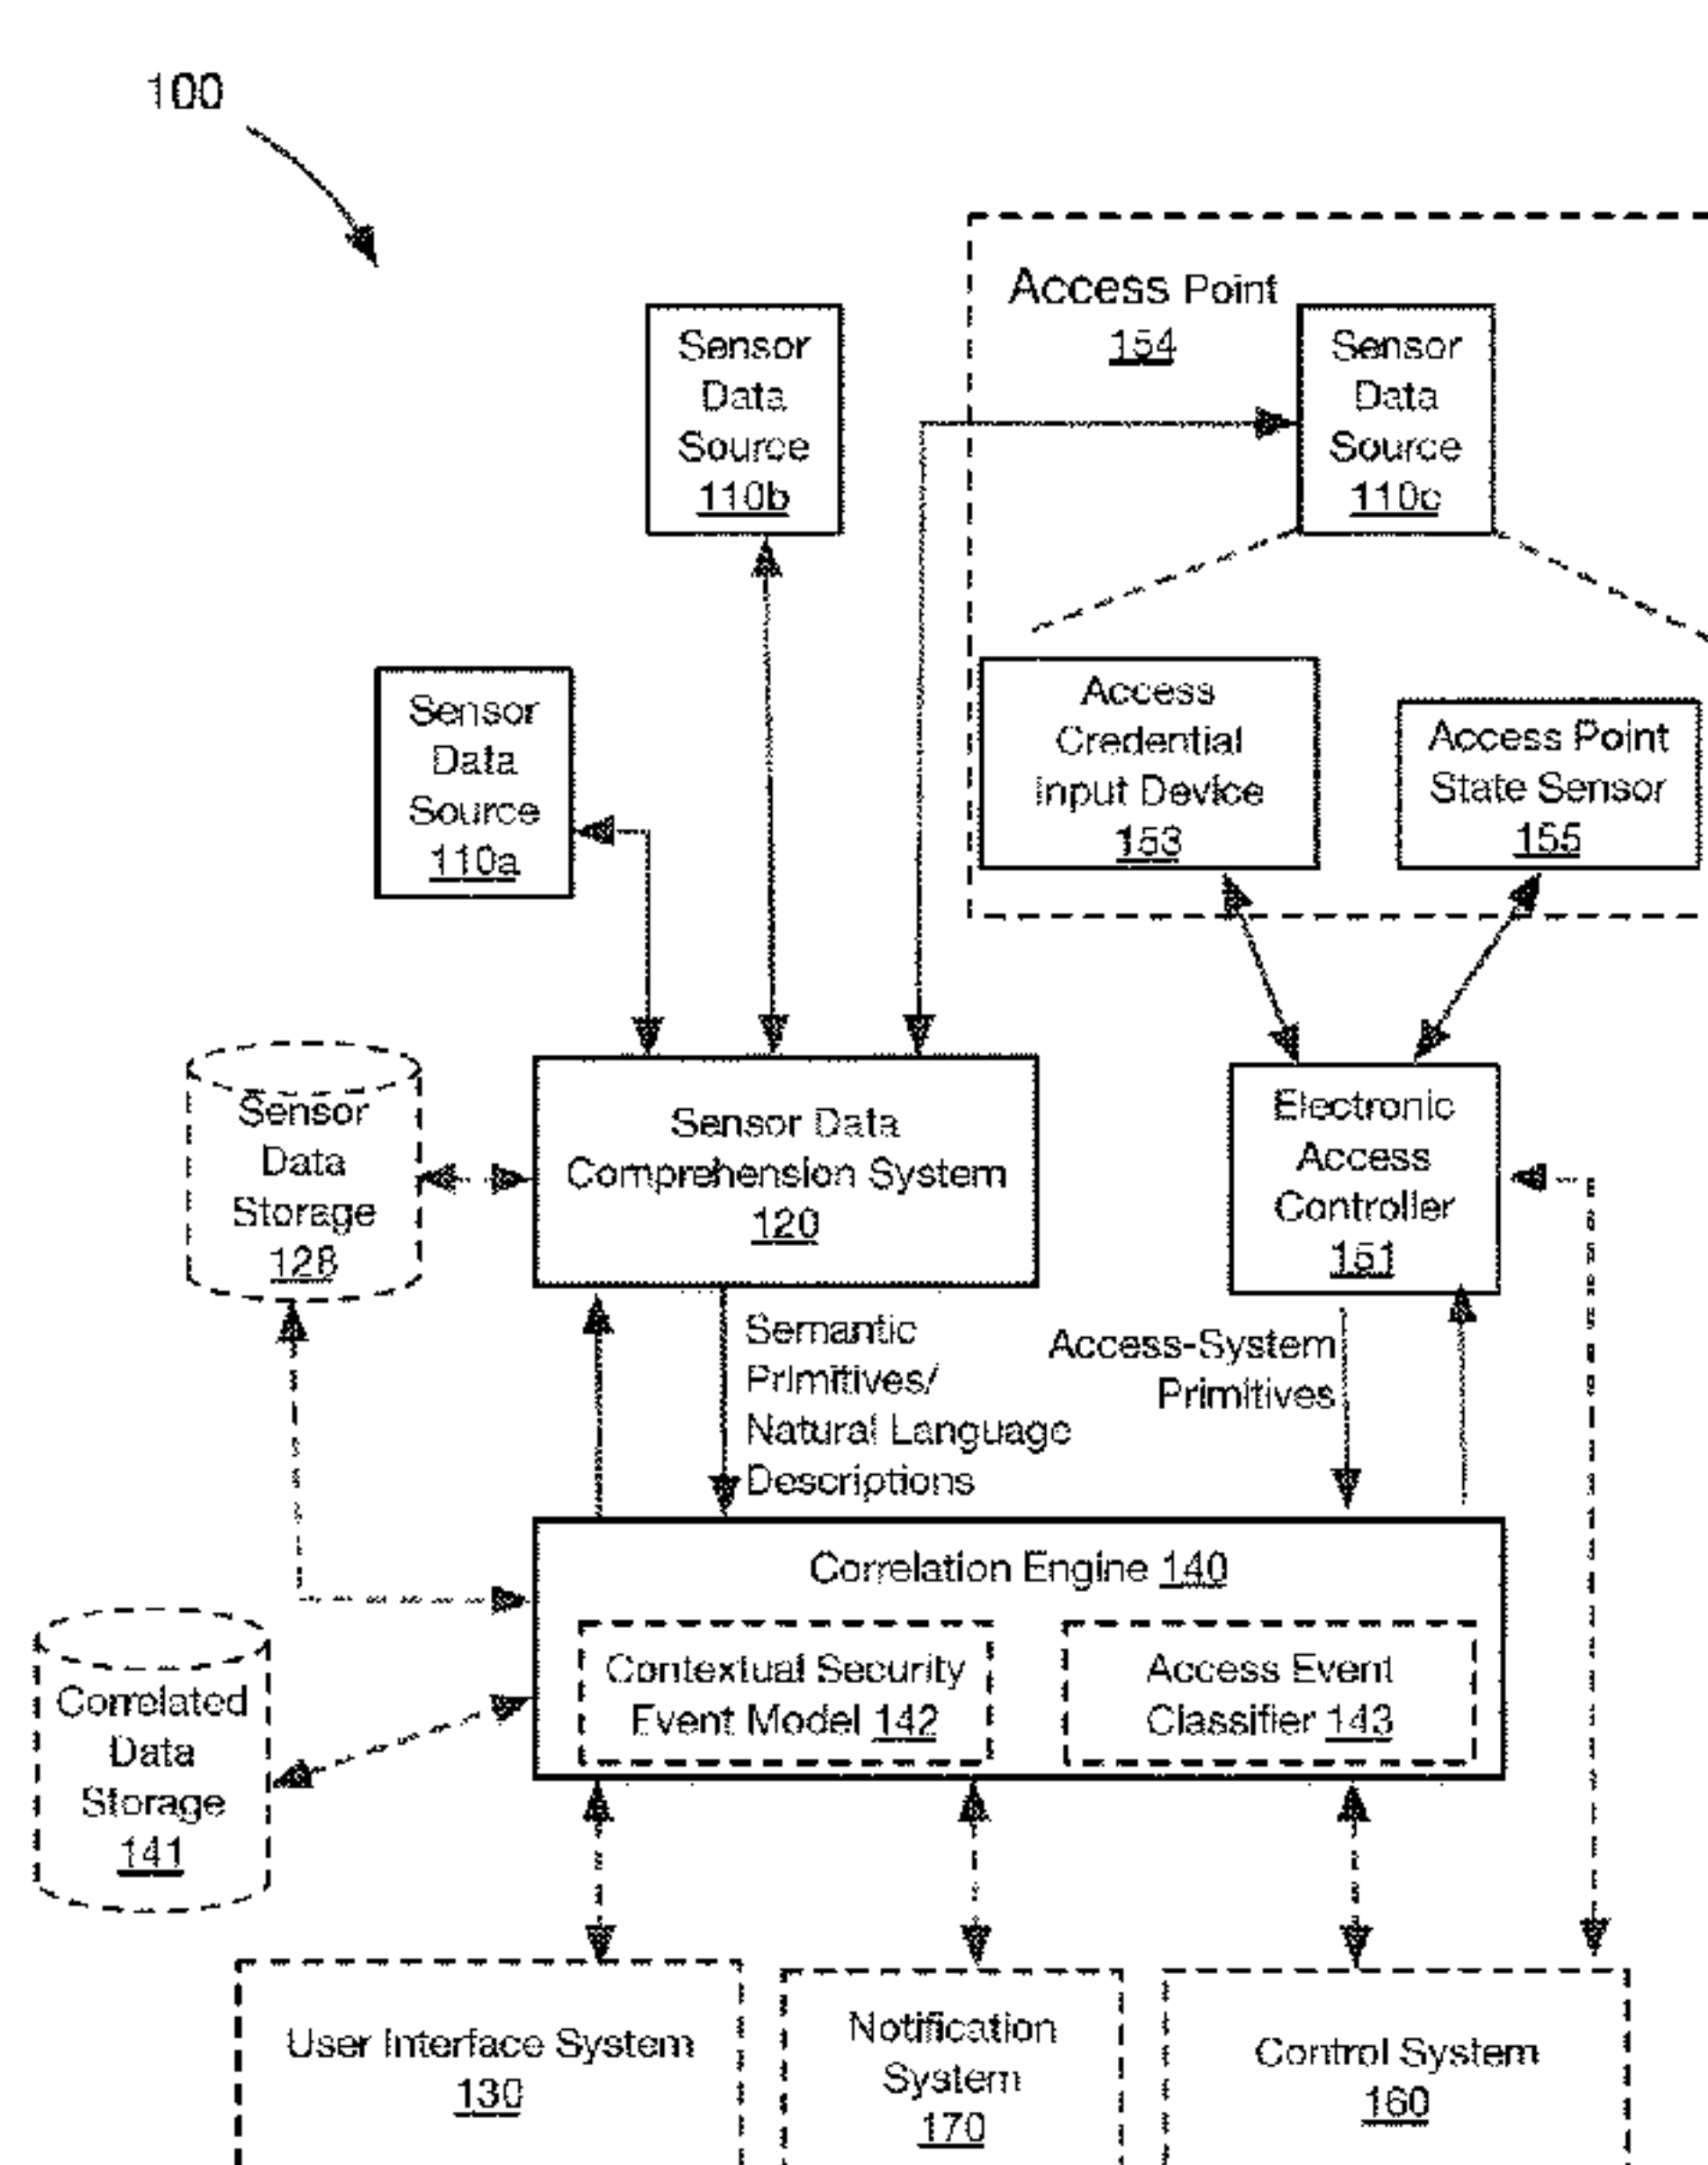 100
Access Point
154
Sensor
Data
Source
110b
Sensor
Data
Source
110c
Sensor
Data
Source
110a
Access
Credential
Input Device
153
Access Point
State Sensor
155
Sensor
Data
Storage
128
Sensor Data
Comprehension System
120
Electronic
Access
Controller
151
Semantic
Primitives/
Natural Language
Descriptions
Access-System
Primitives
Correlation Engine 140
Contextual Security
Event Model 142
Access Event
Classifier 143
Correlated
Data
Storage
141
User Interface System
130
Notification
System
170
Control System
160